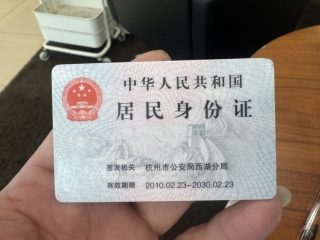 中华人民共和国
居民身份证
签发机关 杭州市公安局西湖分局
有效期限 2010.02.23-2030.02.23